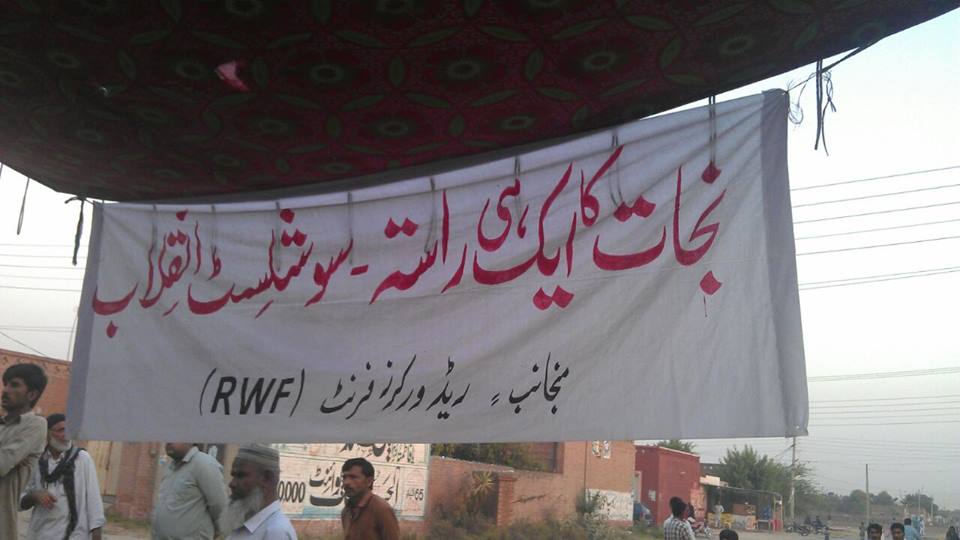 نجات کا ایک ہی راستہ - سوشلسٹ انقلاب
منجانب: ریڈ ورکرز فرنٹ (RWF)